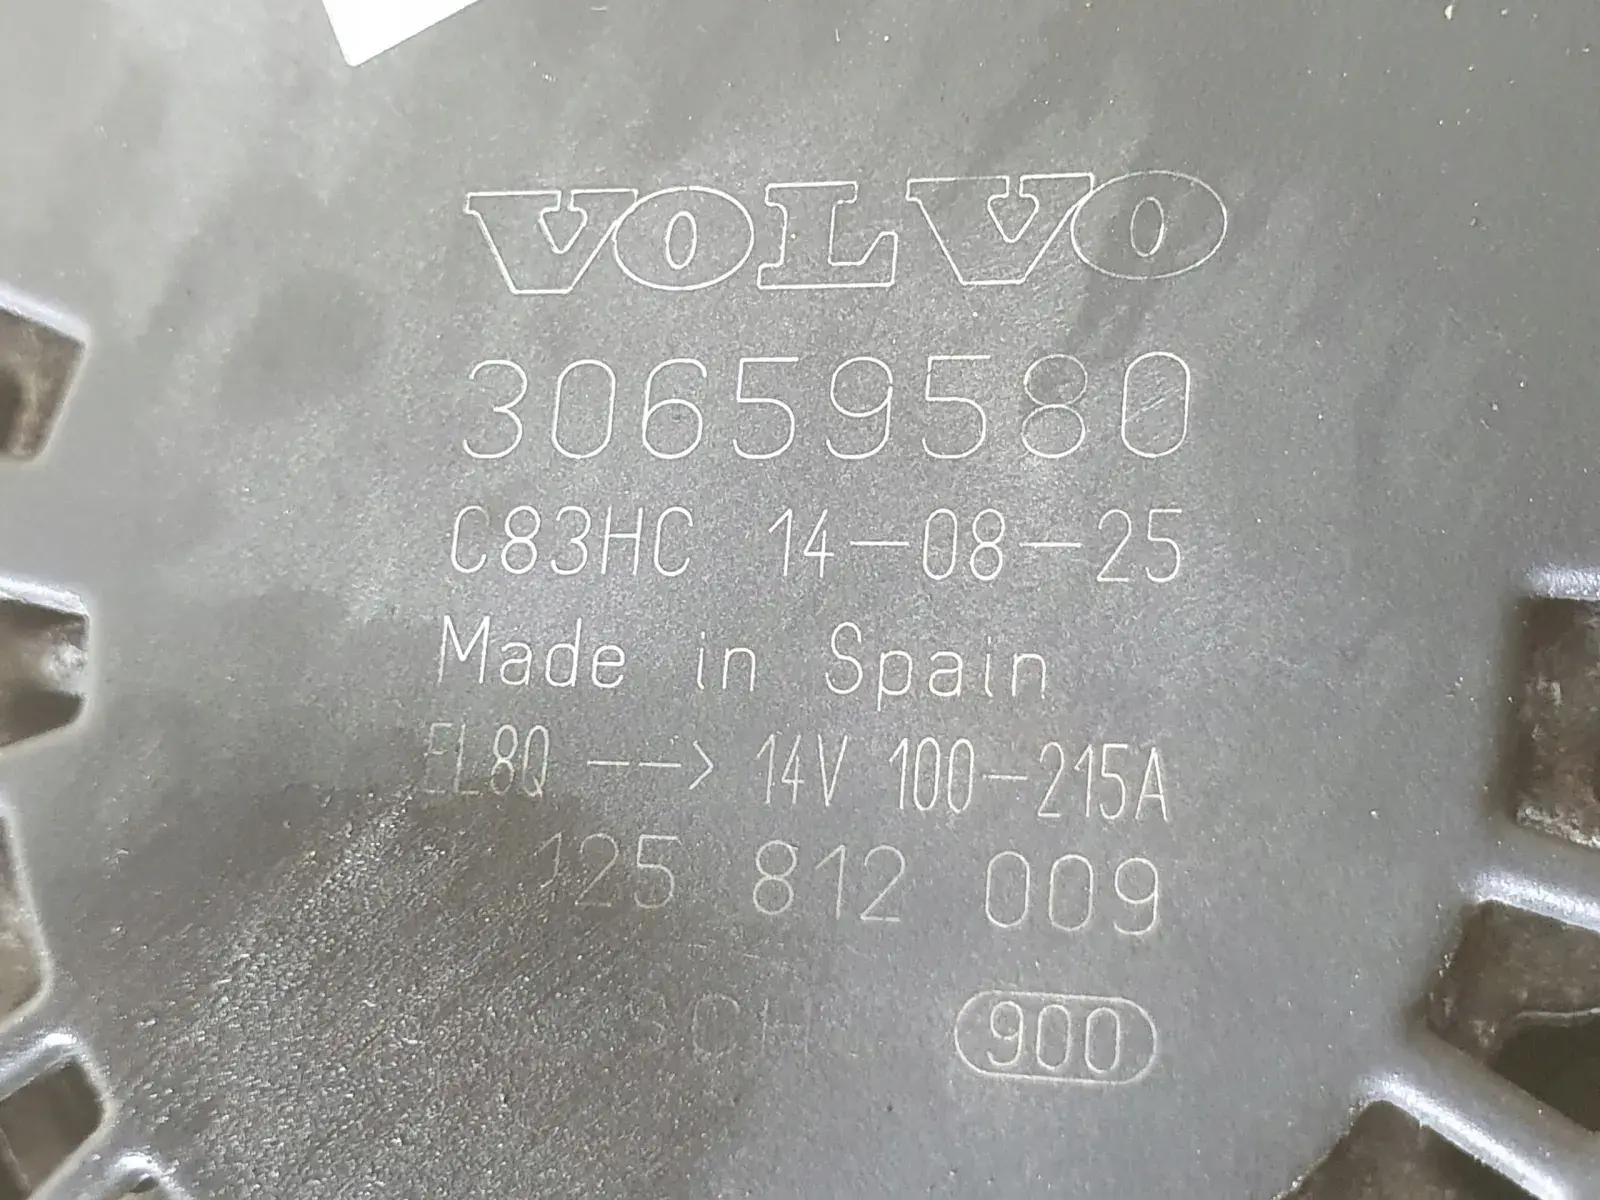 VOLVO
30659580
C83HC 14-08-25
Made in Spain
EL8Q --> 14V 100-215A
125 812 009
900